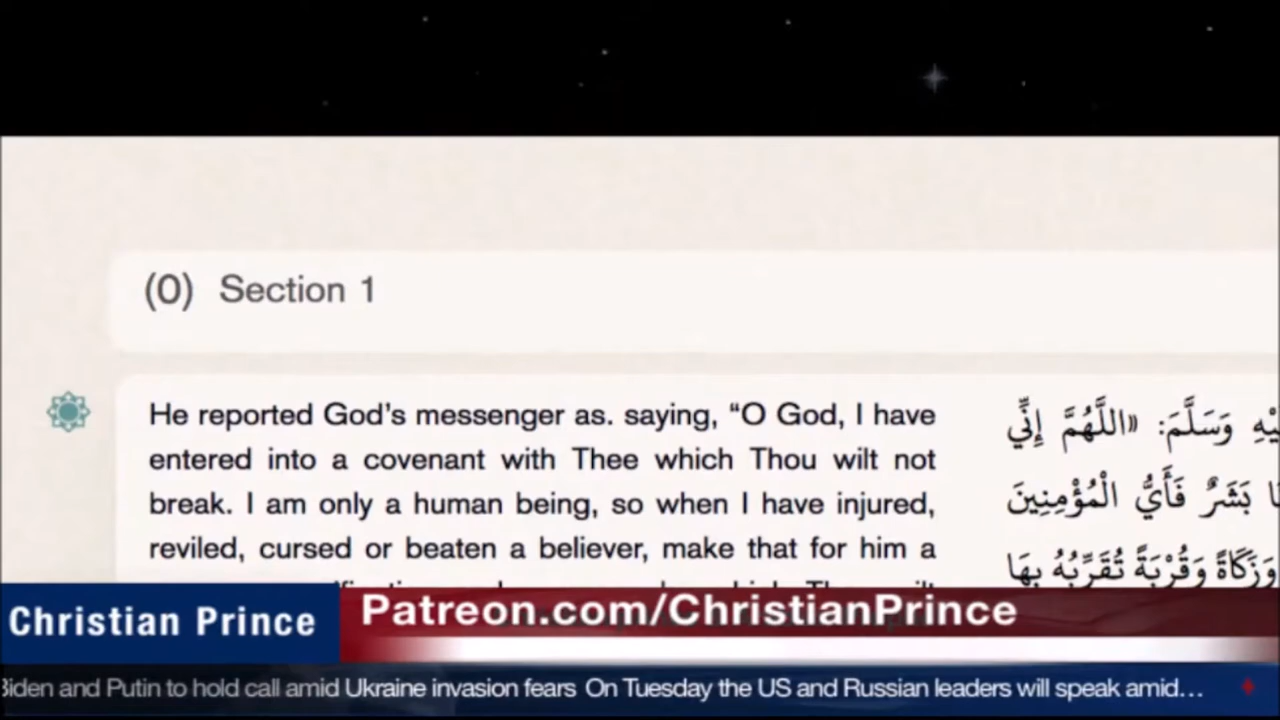 (0) Section 1
He reported God's messenger as. saying, “O God, I have
entered into a covenant with Thee which Thou wilt not
break. I am only a human being, so when I have injured,
reviled, cursed or beaten a believer, make that for him a
يْهِ وَسَلَّمَ: «اللَّهُمَّ إِنِّي
ا بَشَرٌ فَأَيُّ الْمُؤْمِنِينَ
وَزَكَاةً وَقُرْبَةً تُقَرِّبُهُ بِهَا
Christian Prince
Patreon.com/ChristianPrince
Biden and Putin to hold call amid Ukraine invasion fears On Tuesday the US and Russian leaders will speak amid...